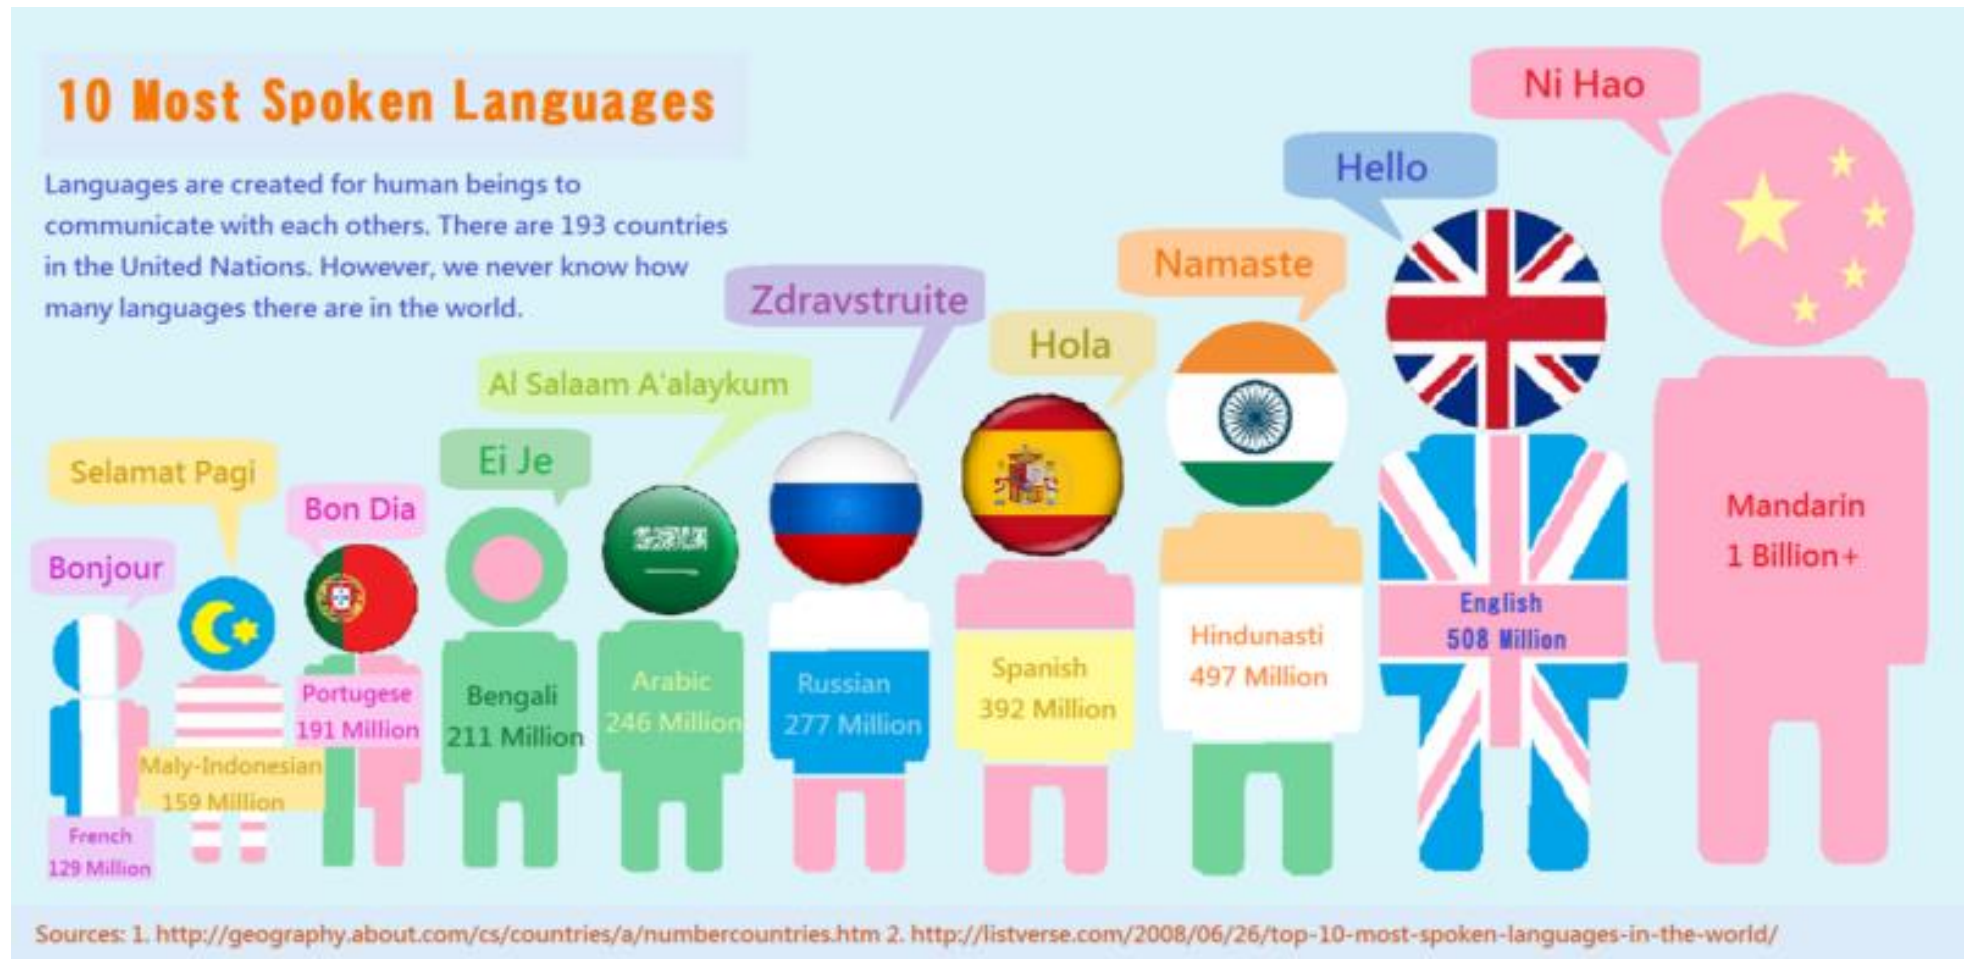 10 Most Spoken Languages
Languages are created for human beings to
communicate with each others. There are 193 countries
in the United Nations. However, we never know how
many languages there are in the world.
Bonjour
French
129 Million
Selamat Pagi
Maly-Indonesian
159 Million
Bon Dia
Portugese
191 Million
Ei Je
Bengali
211 Million
Al Salaam A'alaykum
Arabic
246 Million
Zdravstruite
Russian
277 Million
Hola
Spanish
392 Million
Namaste
Hindunasti
497 Million
Hello
English
508 Million
Ni Hao
Mandarin
1 Billion+
Sources: 1. http://geography.about.com/cs/countries/a/numbercountries.htm 2. http://listverse.com/2008/06/26/top-10-most-spoken-languages-in-the-world/